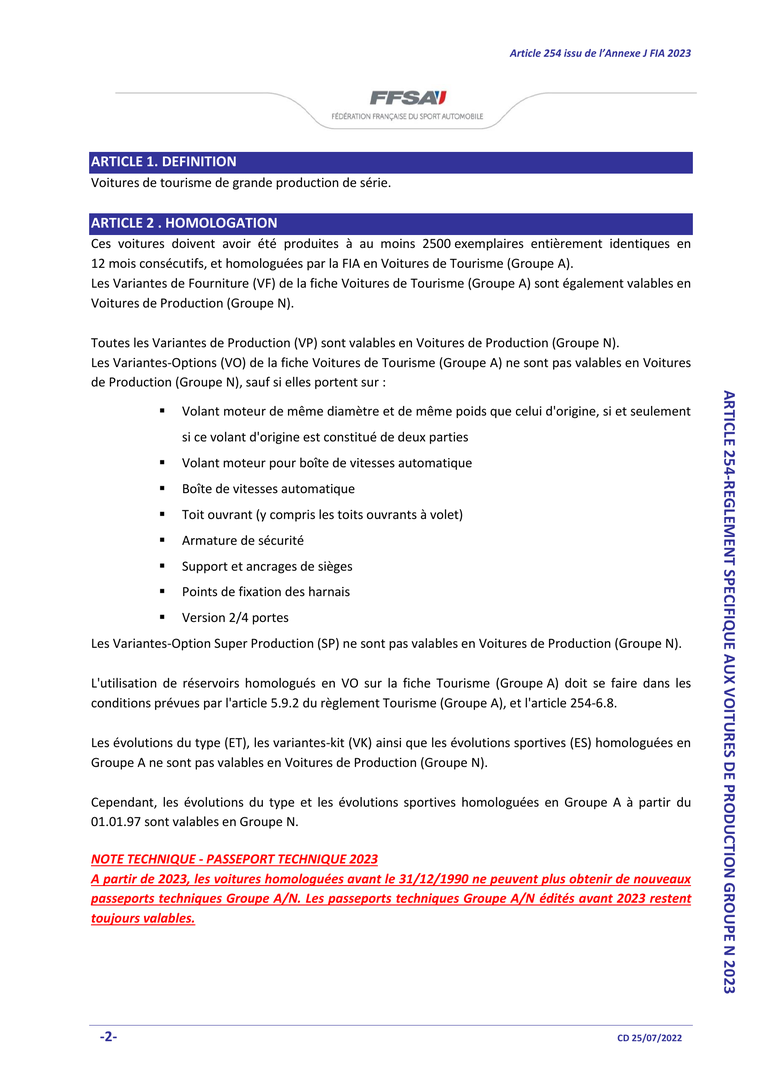 Article 254 issu de l'Annexe J FIA 2023
FFSA
FÉDÉRATION FRANÇAISE DU SPORT AUTOMOBILE
ARTICLE 1. DEFINITION
Voitures de tourisme de grande production de série.
ARTICLE 2 . HOMOLOGATION
Ces voitures doivent avoir été produites à au moins 2500 exemplaires entièrement identiques en
12 mois consécutifs, et homologuées par la FIA en Voitures de Tourisme (Groupe A).
Les Variantes de Fourniture (VF) de la fiche Voitures de Tourisme (Groupe A) sont également valables en
Voitures de Production (Groupe N).
Toutes les Variantes de Production (VP) sont valables en Voitures de Production (Groupe N).
Les Variantes-Options (VO) de la fiche Voitures de Tourisme (Groupe A) ne sont pas valables en Voitures
de Production (Groupe N), sauf si elles portent sur :
▪ Volant moteur de même diamètre et de même poids que celui d'origine, si et seulement
si ce volant d'origine est constitué de deux parties
▪ Volant moteur pour boîte de vitesses automatique
▪ Boîte de vitesses automatique
▪ Toit ouvrant (y compris les toits ouvrants à volet)
▪ Armature de sécurité
▪ Support et ancrages de sièges
▪ Points de fixation des harnais
▪ Version 2/4 portes
Les Variantes-Option Super Production (SP) ne sont pas valables en Voitures de Production (Groupe N).
L'utilisation de réservoirs homologués en VO sur la fiche Tourisme (Groupe A) doit se faire dans les
conditions prévues par l'article 5.9.2 du règlement Tourisme (Groupe A), et l'article 254-6.8.
Les évolutions du type (ET), les variantes-kit (VK) ainsi que les évolutions sportives (ES) homologuées en
Groupe A ne sont pas valables en Voitures de Production (Groupe N).
Cependant, les évolutions du type et les évolutions sportives homologuées en Groupe A à partir du
01.01.97 sont valables en Groupe N.
NOTE TECHNIQUE - PASSEPORT TECHNIQUE 2023
A partir de 2023, les voitures homologuées avant le 31/12/1990 ne peuvent plus obtenir de nouveaux
passeports techniques Groupe A/N. Les passeports techniques Groupe A/N édités avant 2023 restent
toujours valables.
ARTICLE 254-REGLEMENT SPECIFIQUE AUX VOITURES DE PRODUCTION GROUPE N 2023
-2-
CD 25/07/2022